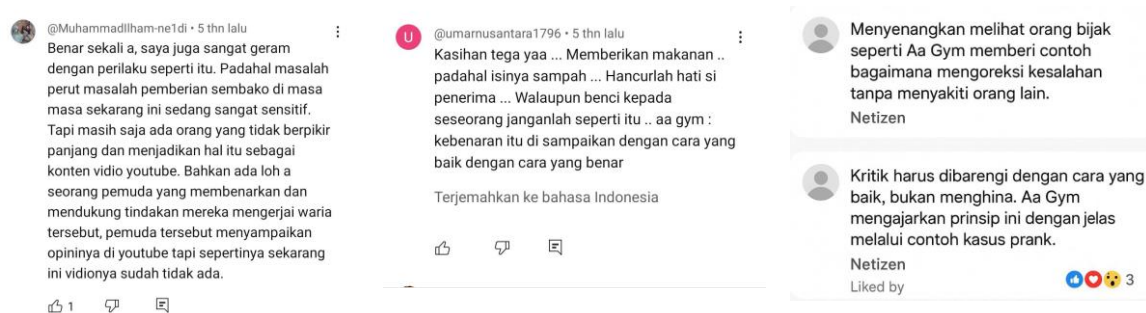 @MuhammadIlham-ne1di • 5 thn lalu
Benar sekali a, saya juga sangat geram
dengan perilaku seperti itu. Padahal masalah
perut masalah pemberian sembako di masa
masa sekarang ini sedang sangat sensitif.
Tapi masih saja ada orang yang tidak berpikir
panjang dan menjadikan hal itu sebagai
konten vidio youtube. Bahkan ada loh a
seorang pemuda yang membenarkan dan
mendukung tindakan mereka mengerjai waria
tersebut, pemuda tersebut menyampaikan
opininya di youtube tapi sepertinya sekarang
ini vidionya sudah tidak ada.
1
U
@umarnusantara1796 • 5 thn lalu
Kasihan tega yaa ... Memberikan makanan ..
padahal isinya sampah ... Hancurlah hati si
penerima ... Walaupun benci kepada
seseorang janganlah seperti itu .. aa gym :
kebenaran itu di sampaikan dengan cara yang
baik dengan cara yang benar
Terjemahkan ke bahasa Indonesia
Menyenangkan melihat orang bijak
seperti Aa Gym memberi contoh
bagaimana mengoreksi kesalahan
tanpa menyakiti orang lain.
Netizen
Kritik harus dibarengi dengan cara yang
baik, bukan menghina. Aa Gym
mengajarkan prinsip ini dengan jelas
melalui contoh kasus prank.
Netizen
Liked by
3